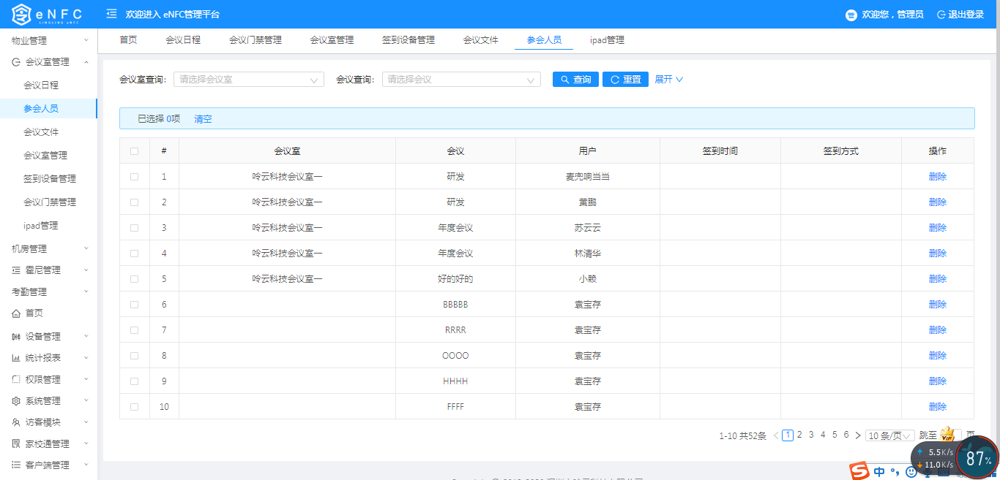 eNFC
LINGLING eNFC
欢迎进入 eNFC管理平台
欢迎您，管理员
退出登录
物业管理
会议室管理
会议日程
参会人员
会议文件
会议室管理
签到设备管理
会议门禁管理
ipad管理
机房管理
霍尼管理
考勤管理
首页
设备管理
统计报表
权限管理
系统管理
访客模块
家校通管理
客户端管理
首页 会议日程 会议门禁管理 会议室管理 签到设备管理 会议文件 参会人员 ipad管理
会议室查询: 请选择会议室 会议查询: 请选择会议 查询 重置 展开
已选择 0项 清空
# 会议室 会议 用户 签到时间 签到方式 操作
1 呤云科技会议室一 研发 麦兜响当当 删除
2 呤云科技会议室一 研发 黄鹏 删除
3 呤云科技会议室一 年度会议 苏云云 删除
4 呤云科技会议室一 年度会议 林清华 删除
5 呤云科技会议室一 好的好的 小赖 删除
6 BBBBB 袁宝存 删除
7 RRRR 袁宝存 删除
8 OOOO 袁宝存 删除
9 HHHH 袁宝存 删除
10 FFFF 袁宝存 删除
1-10 共52条 1 2 3 4 5 6 10 条/页 跳至 页
VIP
5.5K/s
11.0K/s
87%
S 中